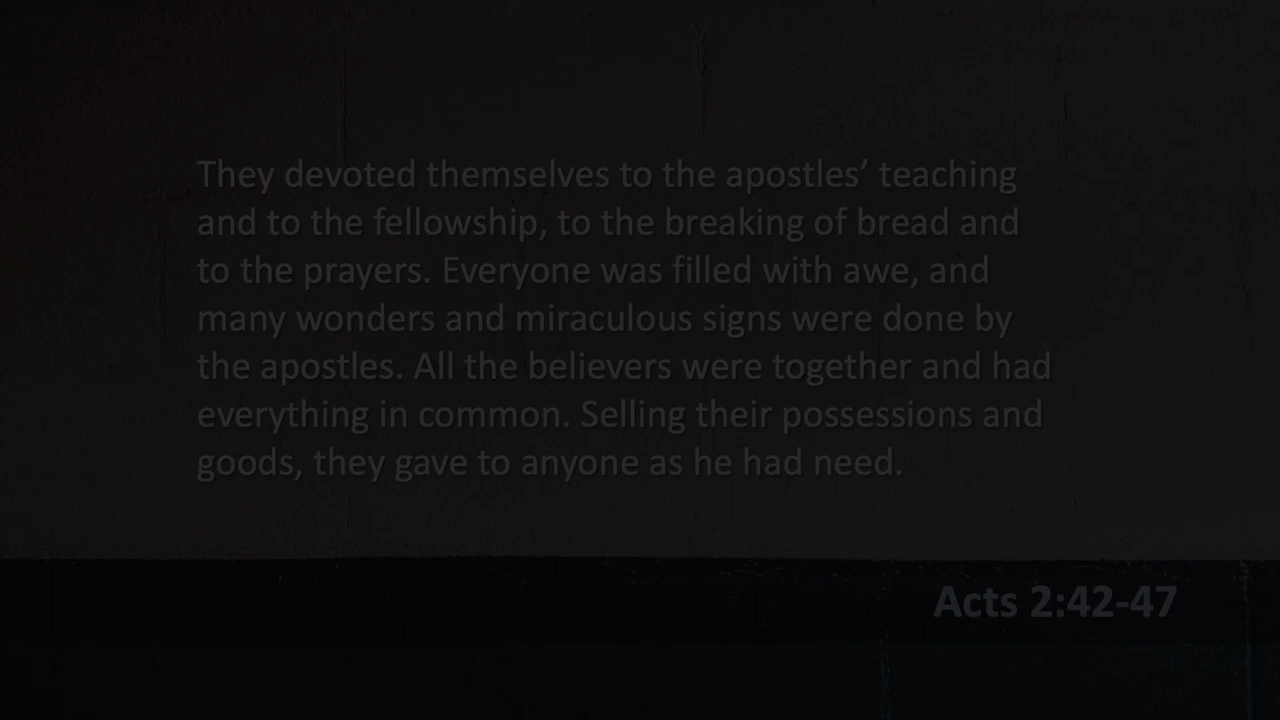 They devoted themselves to the apostles’ teaching
and to the fellowship, to the breaking of bread and
to the prayers. Everyone was filled with awe, and
many wonders and miraculous signs were done by
the apostles. All the believers were together and had
everything in common. Selling their possessions and
goods, they gave to anyone as he had need.
Acts 2:42-47